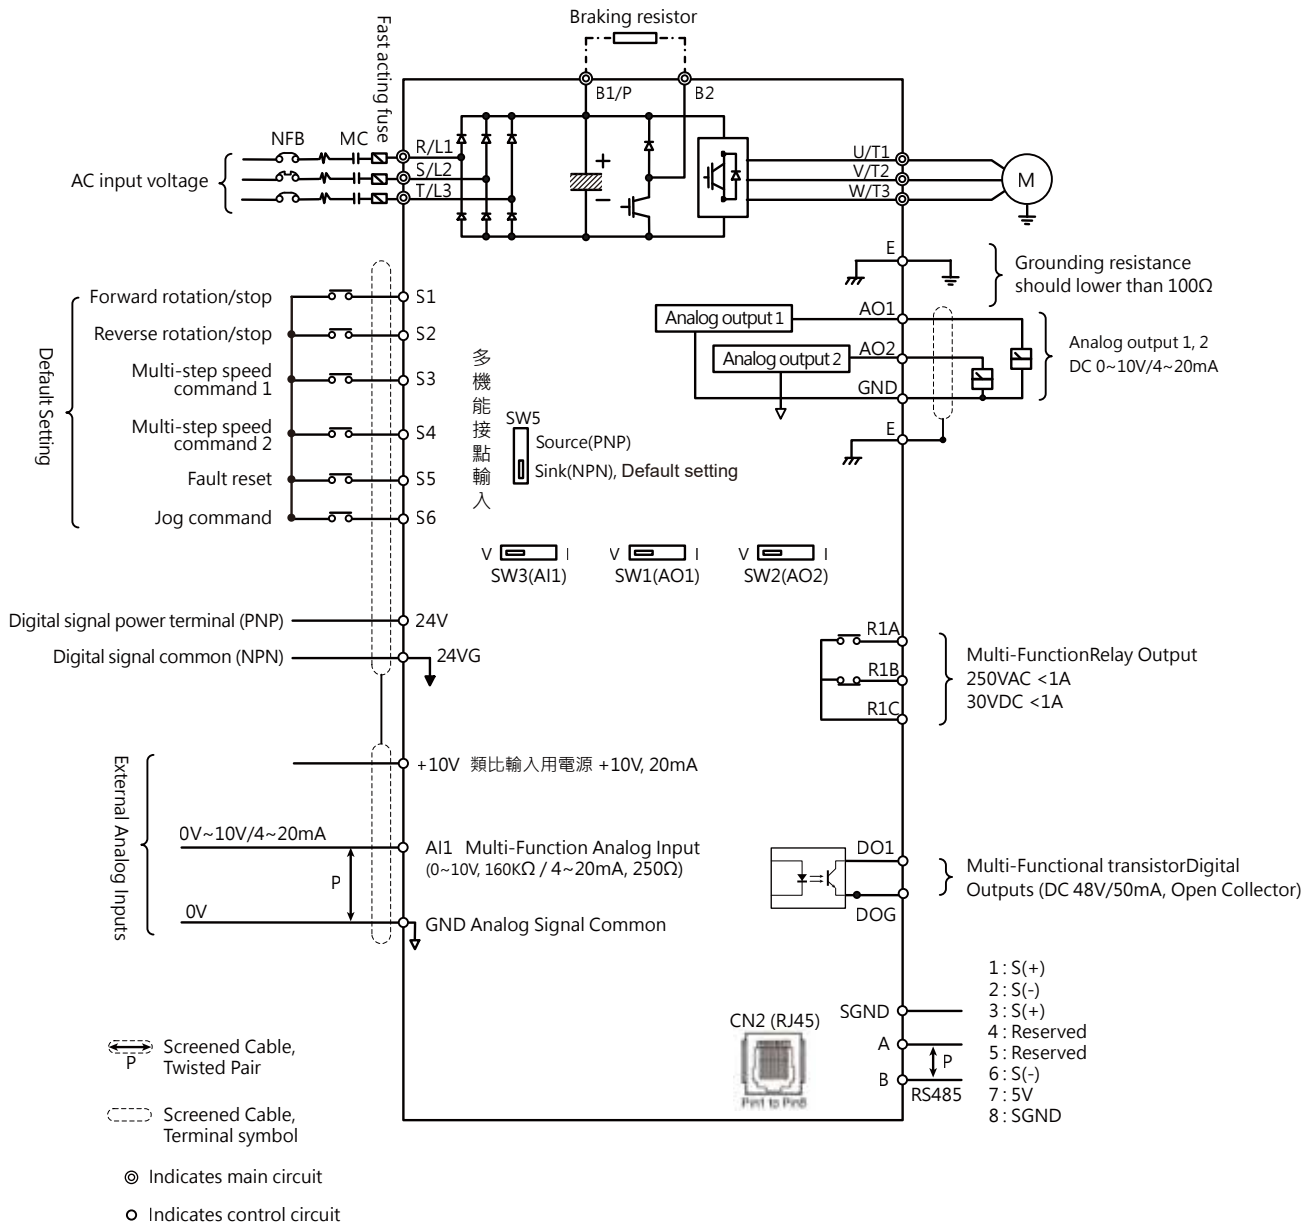 Braking resistor
Fast acting fuse
B1/P
B2
NFB
MC
AC input voltage
R/L1
S/L2
T/L3
+
−
U/T1
V/T2
W/T3
M
E
Grounding resistance
should lower than 100Ω
Default Setting
Forward rotation/stop
S1
Reverse rotation/stop
S2
Multi-step speed
command 1
S3
Multi-step speed
command 2
S4
Fault reset
S5
Jog command
S6
多機能接點輸入
SW5
Source(PNP)
Sink(NPN), Default setting
Analog output 1
AO1
Analog output 2
AO2
GND
E
Analog output 1, 2
DC 0~10V/4~20mA
V
I
SW3(AI1)
V
I
SW1(AO1)
V
I
SW2(AO2)
Digital signal power terminal (PNP)
24V
Digital signal common (NPN)
24VG
R1A
R1B
R1C
Multi-FunctionRelay Output
250VAC <1A
30VDC <1A
External Analog Inputs
+10V 類比輸入用電源 +10V, 20mA
0V~10V/4~20mA
AI1 Multi-Function Analog Input
(0~10V, 160KΩ / 4~20mA, 250Ω)
P
0V
GND Analog Signal Common
DO1
DOG
Multi-Functional transistorDigital
Outputs (DC 48V/50mA, Open Collector)
CN2 (RJ45)
Pin1 to Pin8
SGND
A
B
P
RS485
1 : S(+)
2 : S(-)
3 : S(+)
4 : Reserved
5 : Reserved
6 : S(-)
7 : 5V
8 : SGND
P
Screened Cable,
Twisted Pair
Screened Cable,
Terminal symbol
Indicates main circuit
Indicates control circuit